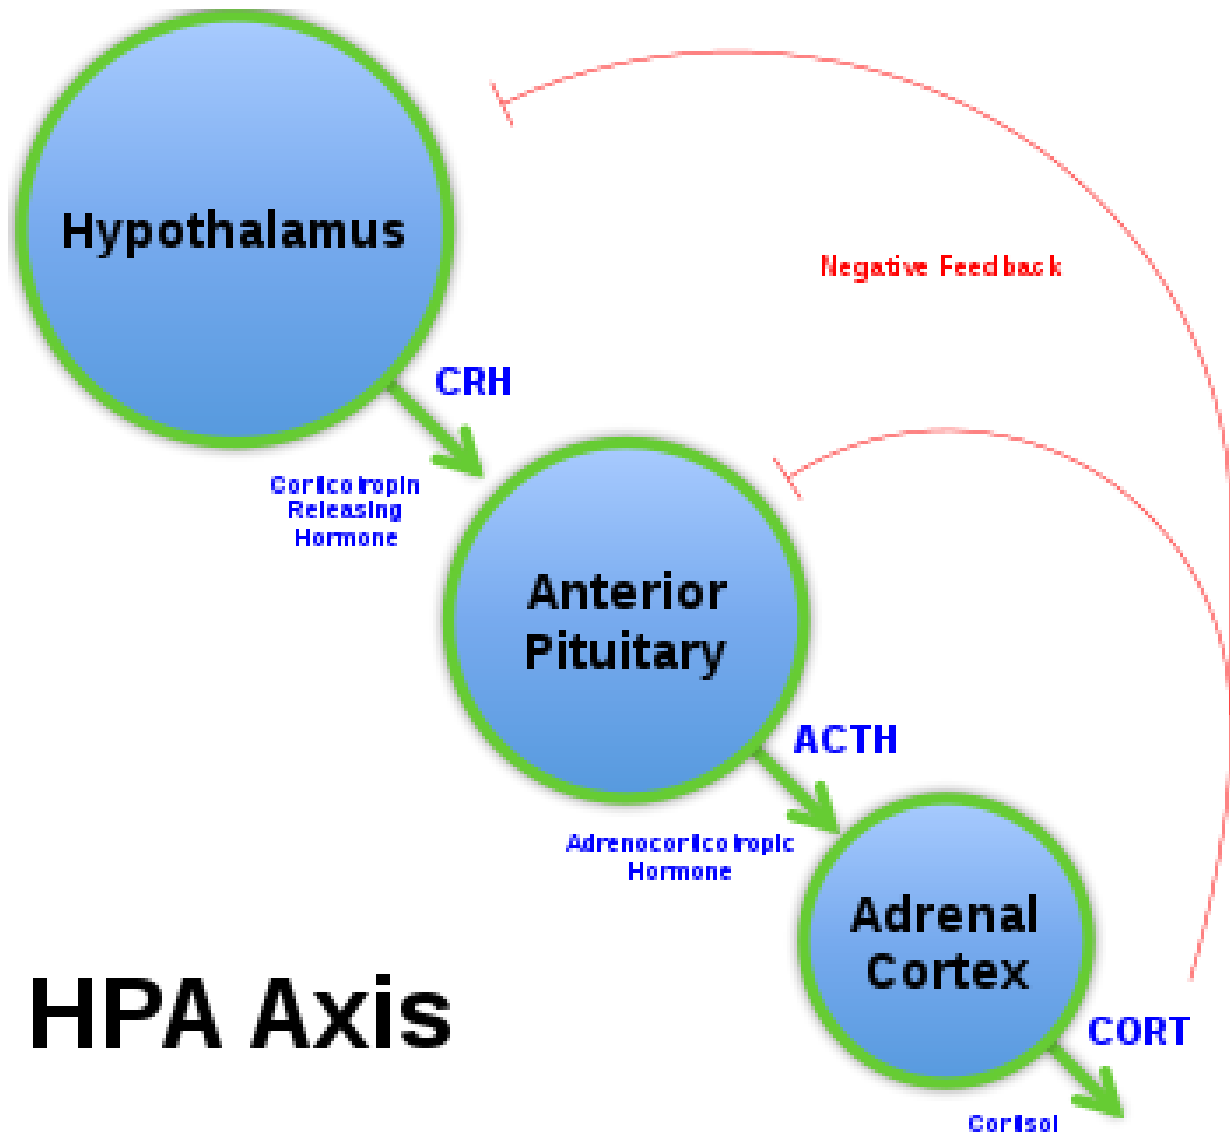 Hypothalamus
Negative Feedback
CRH
Corticotropin
Releasing
Hormone
Anterior
Pituitary
ACTH
Adrenocorticotropic
Hormone
Adrenal
Cortex
HPA Axis
CORT
Cortisol